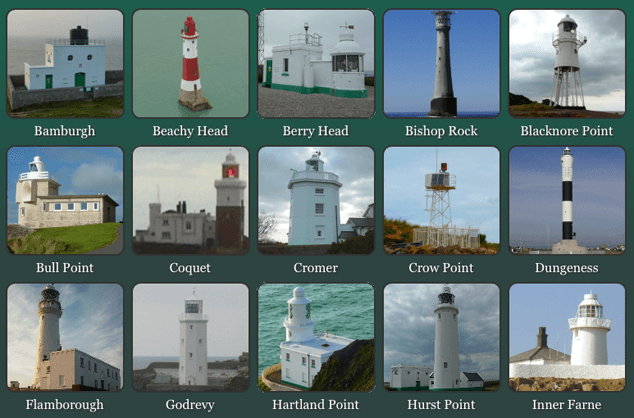 Bamburgh
Beachy Head
Berry Head
Bishop Rock
Blacknore Point
Bull Point
Coquet
Cromer
Crow Point
Dungeness
Flamborough
Godrevy
Hartland Point
Hurst Point
Inner Farne